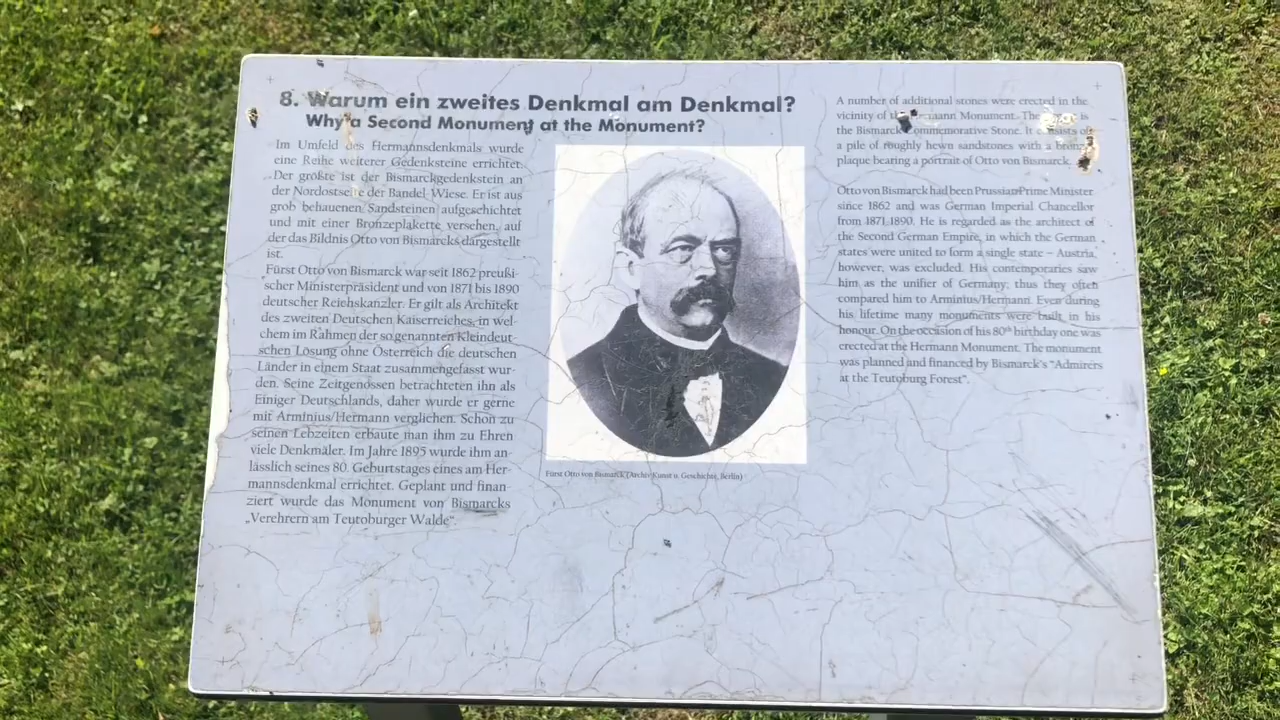 8. Warum ein zweites Denkmal am Denkmal?
Why a Second Monument at the Monument?
Im Umfeld des Hermannsdenkmals wurde
eine Reihe weiterer Gedenksteine errichtet.
Der größte ist der Bismarckgedenkstein an
der Nordostseite der Bandel-Wiese. Er ist aus
grob behauenen Sandsteinen aufgeschichtet
und mit einer Bronzeplakette versehen, auf
der das Bildnis Otto von Bismarcks dargestellt
ist.
Fürst Otto von Bismarck war seit 1862 preußi-
scher Ministerpräsident und von 1871 bis 1890
deutscher Reichskanzler. Er gilt als Architekt
des zweiten Deutschen Kaiserreiches, in wel-
chem im Rahmen der so genannten Kleindeut-
schen Lösung ohne Österreich die deutschen
Länder in einem Staat zusammengefasst wur-
den. Seine Zeitgenossen betrachteten ihn als
Einiger Deutschlands, daher wurde er gerne
mit Arminius/Hermann verglichen. Schon zu
seinen Lebzeiten erbaute man ihm zu Ehren
viele Denkmäler. Im Jahre 1895 wurde ihm an-
lässlich seines 80. Geburtstages eines am Her-
mannsdenkmal errichtet. Geplant und finan-
ziert wurde das Monument von Bismarcks
„Verehrern am Teutoburger Walde“.
Fürst Otto von Bismarck (Archiv Kunst u. Geschichte, Berlin)
A number of additional stones were erected in the
vicinity of the Hermann Monument. The is
the Bismarck Commemorative Stone. It consists of
a pile of roughly hewn sandstones with a bronze
plaque bearing a portrait of Otto von Bismarck.
Otto von Bismarck had been Prussian Prime Minister
since 1862 and was German Imperial Chancellor
from 1871-1890. He is regarded as the architect of
the Second German Empire, in which the German
states were united to form a single state – Austria,
however, was excluded. His contemporaries saw
him as the unifier of Germany; thus they often
compared him to Arminius/Hermann. Even during
his lifetime many monuments were built in his
honour. On the occasion of his 80th birthday one was
erected at the Hermann Monument. The monument
was planned and financed by Bismarck's "Admirers
at the Teutoburg Forest".